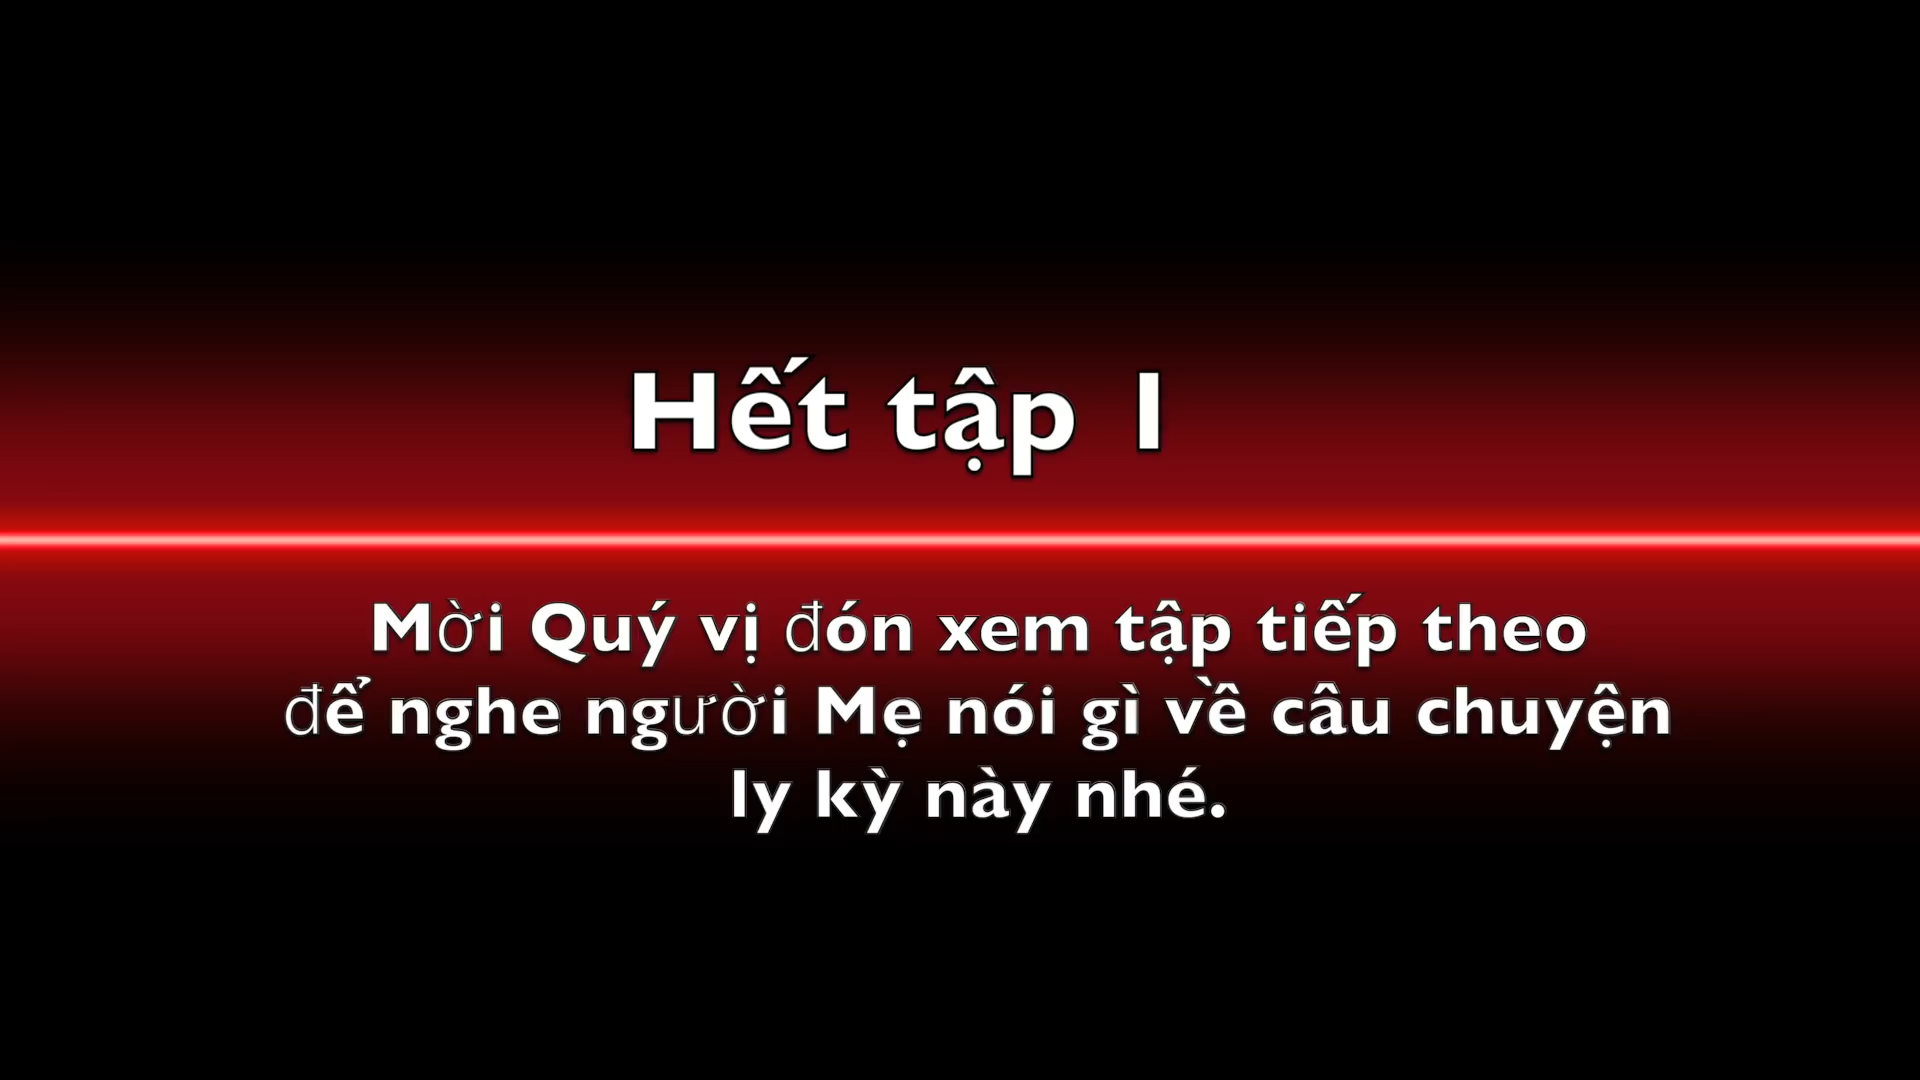 Hết tập 1
Mời Quý vị đón xem tập tiếp theo
để nghe người Mẹ nói gì về câu chuyện
ly kỳ này nhé.